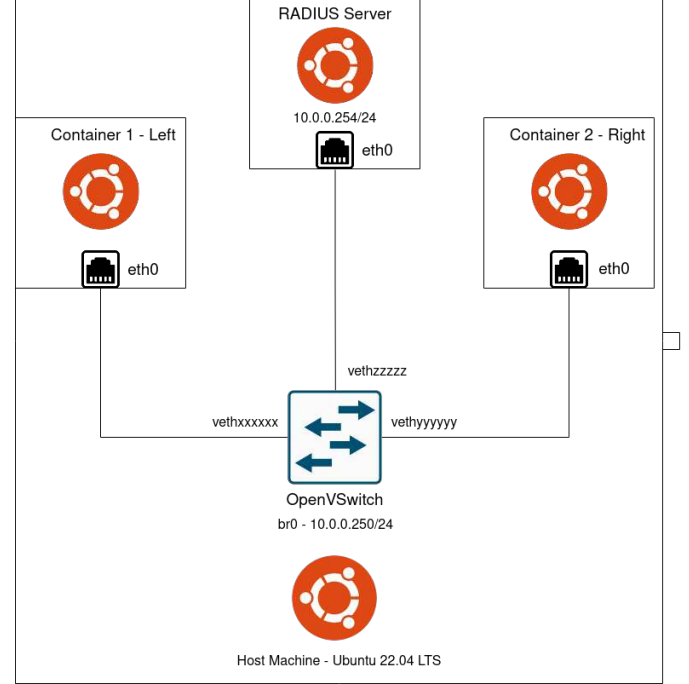 RADIUS Server
10.0.0.254/24
eth0
Container 1 - Left
eth0
Container 2 - Right
eth0
vethzzzzz
vethxxxxxx
vethyyyyyy
OpenVSwitch
br0 - 10.0.0.250/24
Host Machine - Ubuntu 22.04 LTS